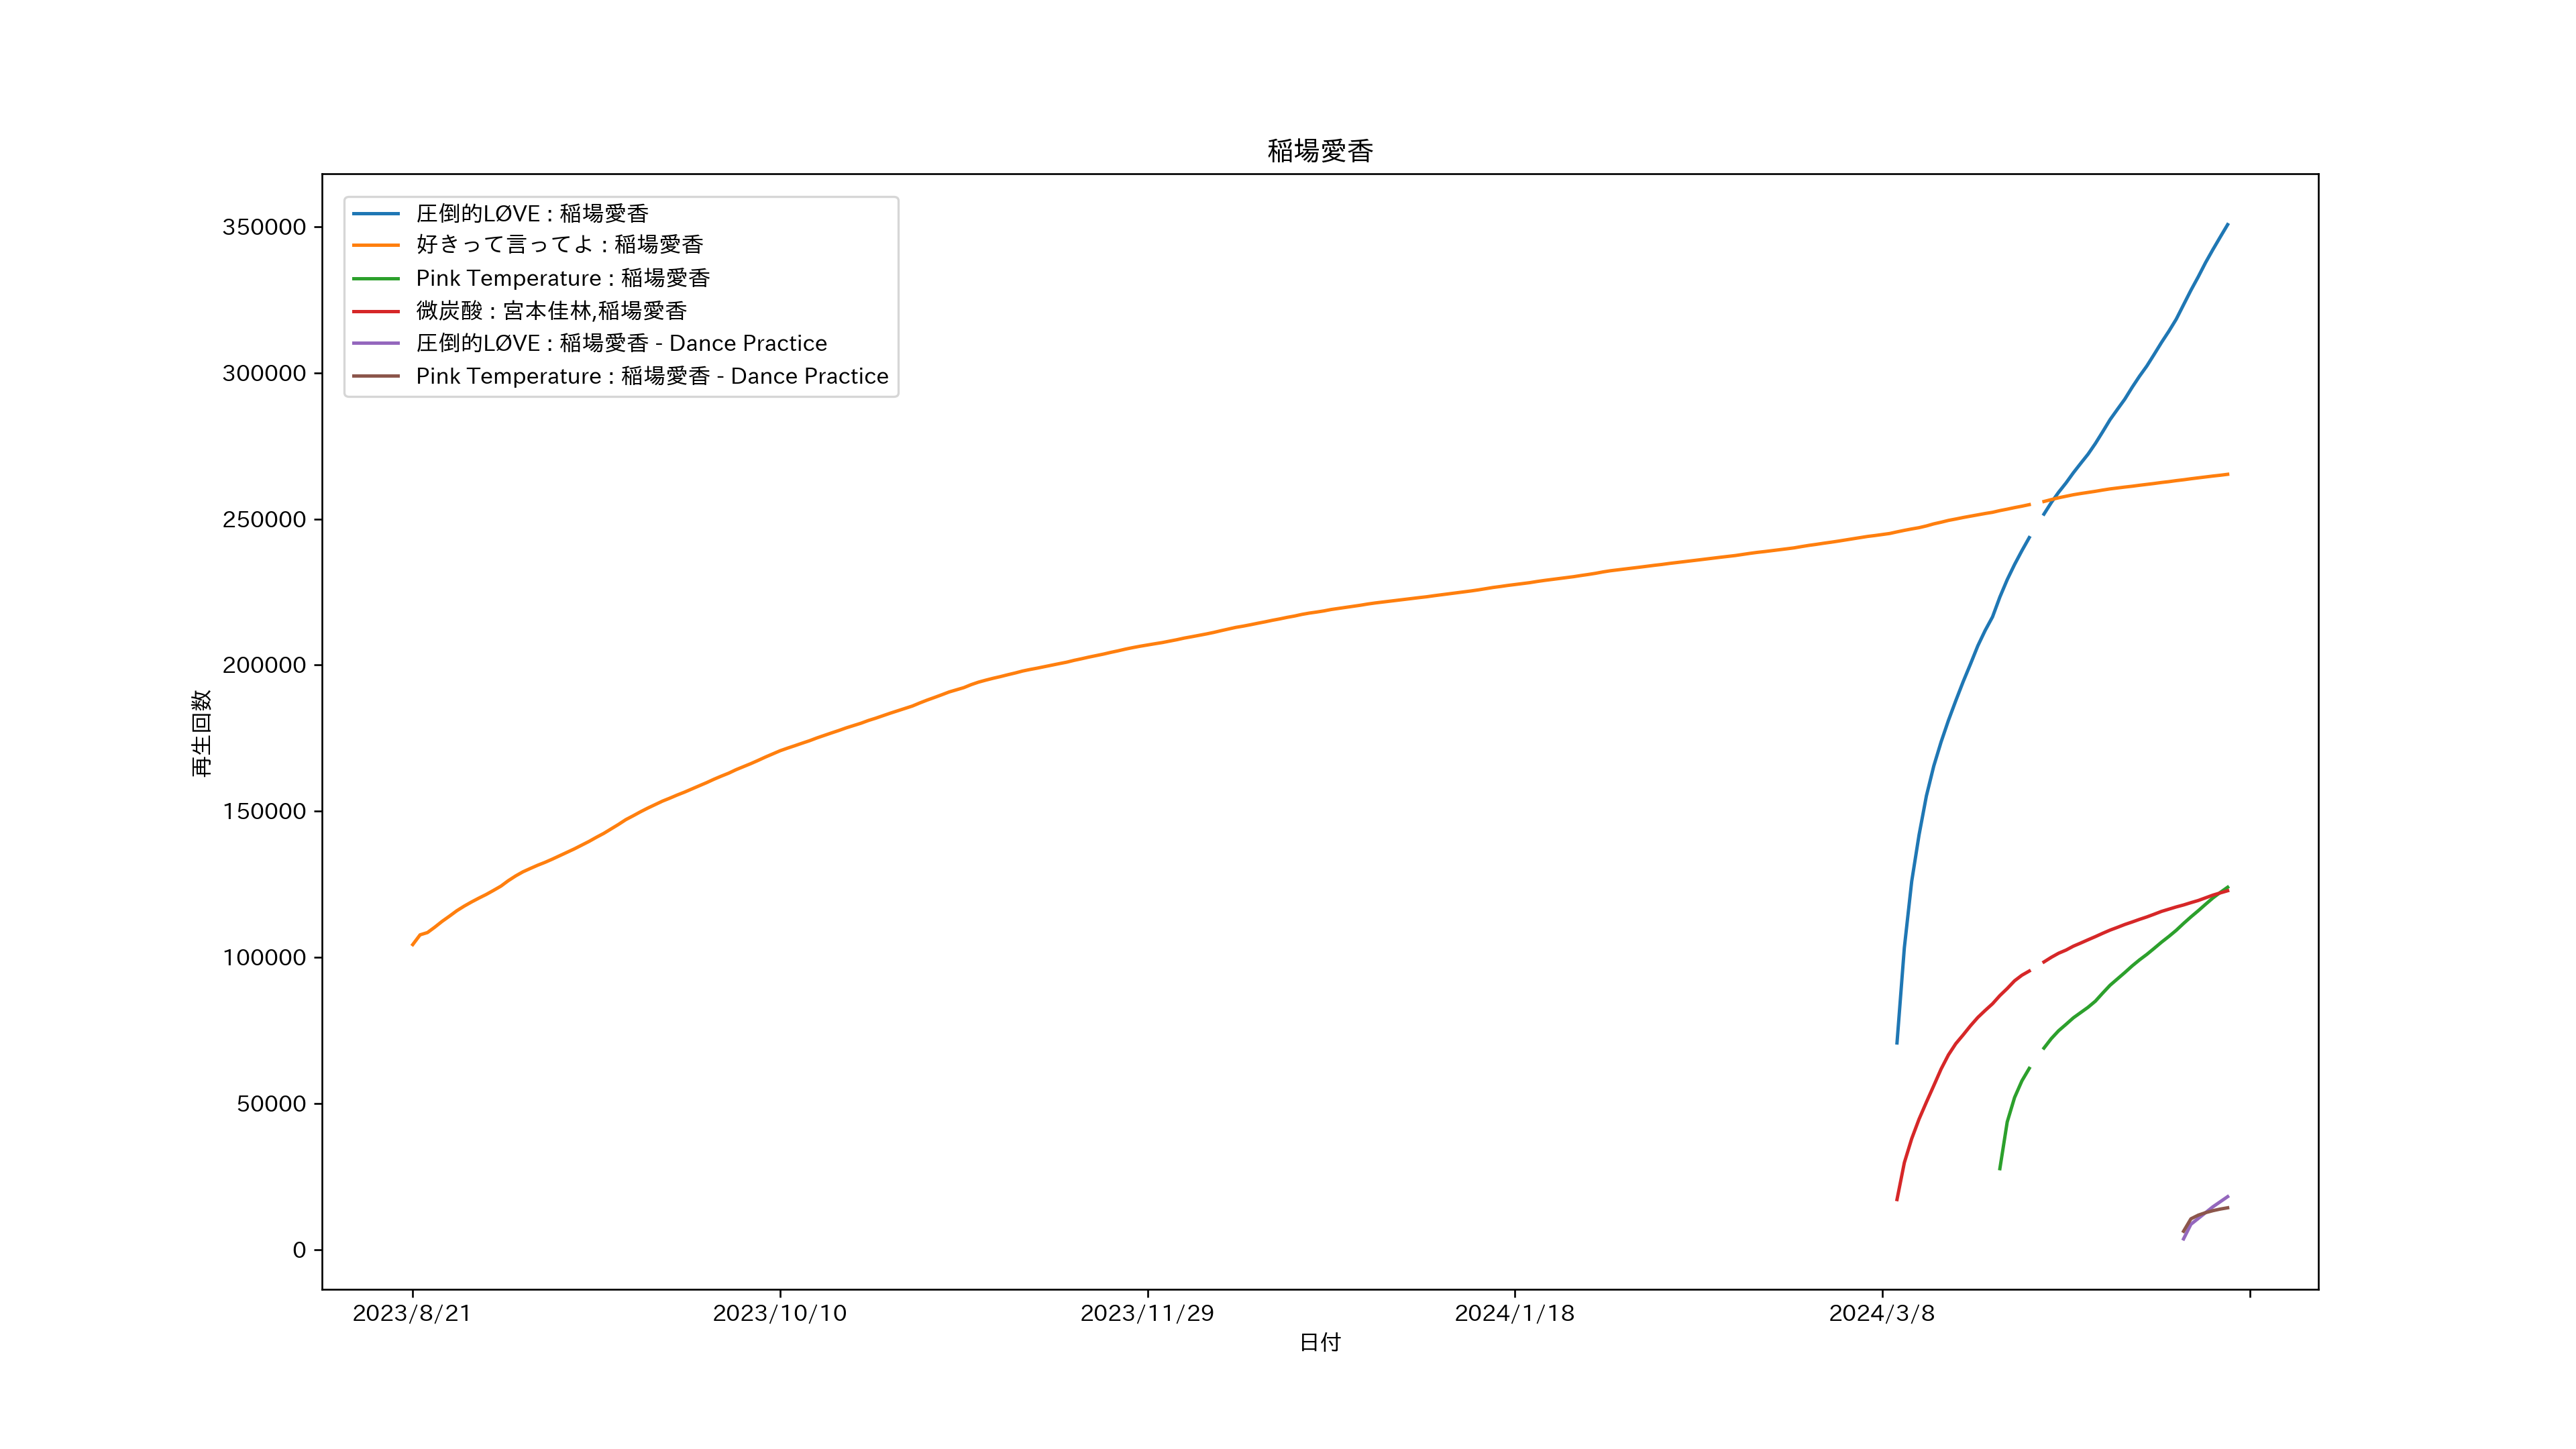 稲場愛香
圧倒的LØVE : 稲場愛香
好きって言ってよ : 稲場愛香
Pink Temperature : 稲場愛香
微炭酸 : 宮本佳林,稲場愛香
圧倒的LØVE : 稲場愛香 - Dance Practice
Pink Temperature : 稲場愛香 - Dance Practice
350000
300000
250000
200000
150000
100000
50000
0
再生回数
2023/8/21
2023/10/10
2023/11/29
2024/1/18
2024/3/8
日付